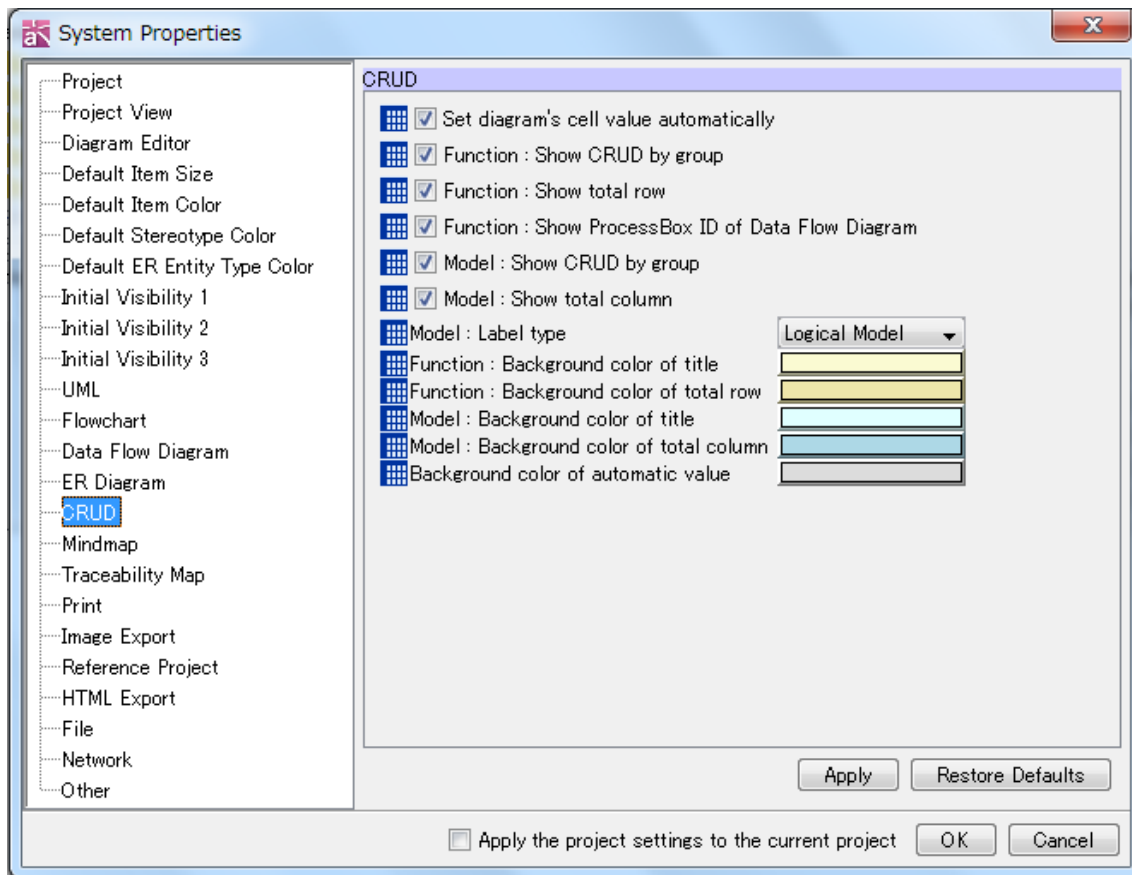 System Properties
Project
Project View
Diagram Editor
Default Item Size
Default Item Color
Default Stereotype Color
Default ER Entity Type Color
Initial Visibility 1
Initial Visibility 2
Initial Visibility 3
UML
Flowchart
Data Flow Diagram
ER Diagram
CRUD
Mindmap
Traceability Map
Print
Image Export
Reference Project
HTML Export
File
Network
Other
CRUD
Set diagram's cell value automatically
Function : Show CRUD by group
Function : Show total row
Function : Show ProcessBox ID of Data Flow Diagram
Model : Show CRUD by group
Model : Show total column
Model : Label type Logical Model
Function : Background color of title
Function : Background color of total row
Model : Background color of title
Model : Background color of total column
Background color of automatic value
Apply Restore Defaults
Apply the project settings to the current project OK Cancel